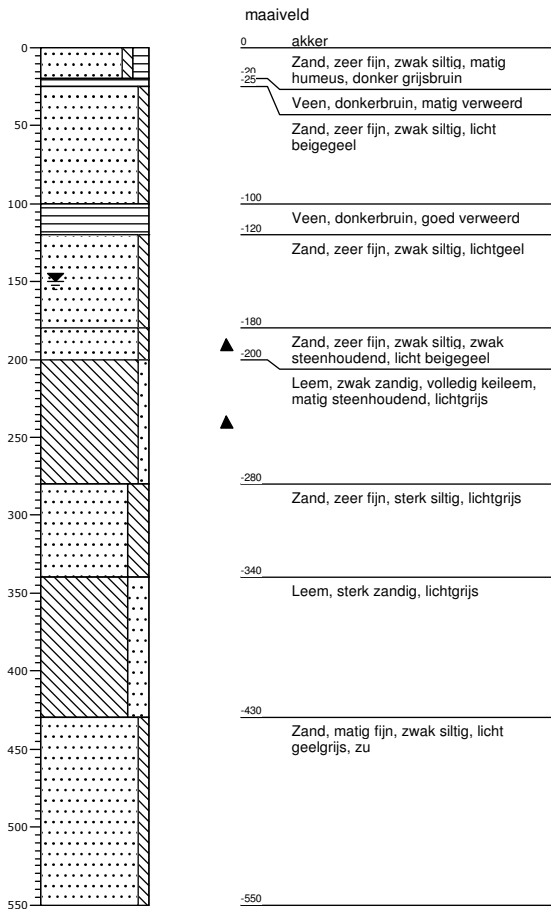 maaiveld
0 akker
0
Zand, zeer fijn, zwak siltig, matig
humeus, donker grijsbruin
-20
-25
Veen, donkerbruin, matig verweerd
Zand, zeer fijn, zwak siltig, licht
beigegeel
50
100
-100
Veen, donkerbruin, goed verweerd
-120
Zand, zeer fijn, zwak siltig, lichtgeel
150
-180
Zand, zeer fijn, zwak siltig, zwak
steenhoudend, licht beigegeel
200
-200
Leem, zwak zandig, volledig keileem,
matig steenhoudend, lichtgrijs
250
-280
Zand, zeer fijn, sterk siltig, lichtgrijs
300
-340
350
Leem, sterk zandig, lichtgrijs
400
-430
Zand, matig fijn, zwak siltig, licht
geelgrijs, zu
450
500
550
-550